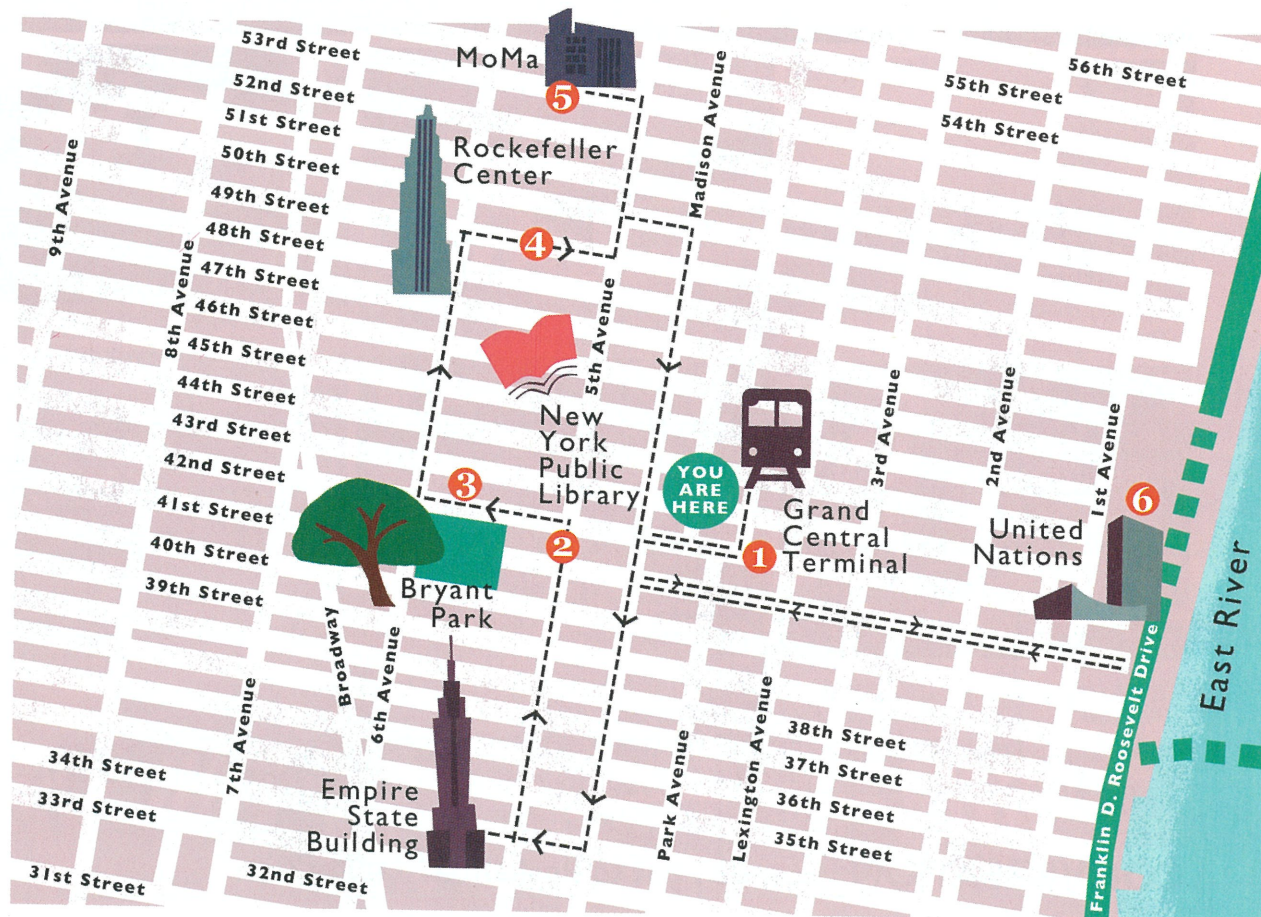 53rd Street
52nd Street
51st Street
50th Street
49th Street
48th Street
47th Street
46th Street
45th Street
44th Street
43rd Street
42nd Street
41st Street
40th Street
39th Street
9th Avenue
8th Avenue
MoMa
5
Rockefeller
Center
4
Madison Avenue
56th Street
55th Street
54th Street
5th Avenue
New
York
Public
Library
3
2
YOU
ARE
HERE
1
Grand
Central
Terminal
3rd Avenue
2nd Avenue
1st Avenue
6
United
Nations
East River
Franklin D. Roosevelt Drive
Bryant
Park
Broadway
6th Avenue
7th Avenue
Empire
State
Building
Park Avenue
Lexington Avenue
38th Street
37th Street
36th Street
35th Street
34th Street
33rd Street
32nd Street
31st Street